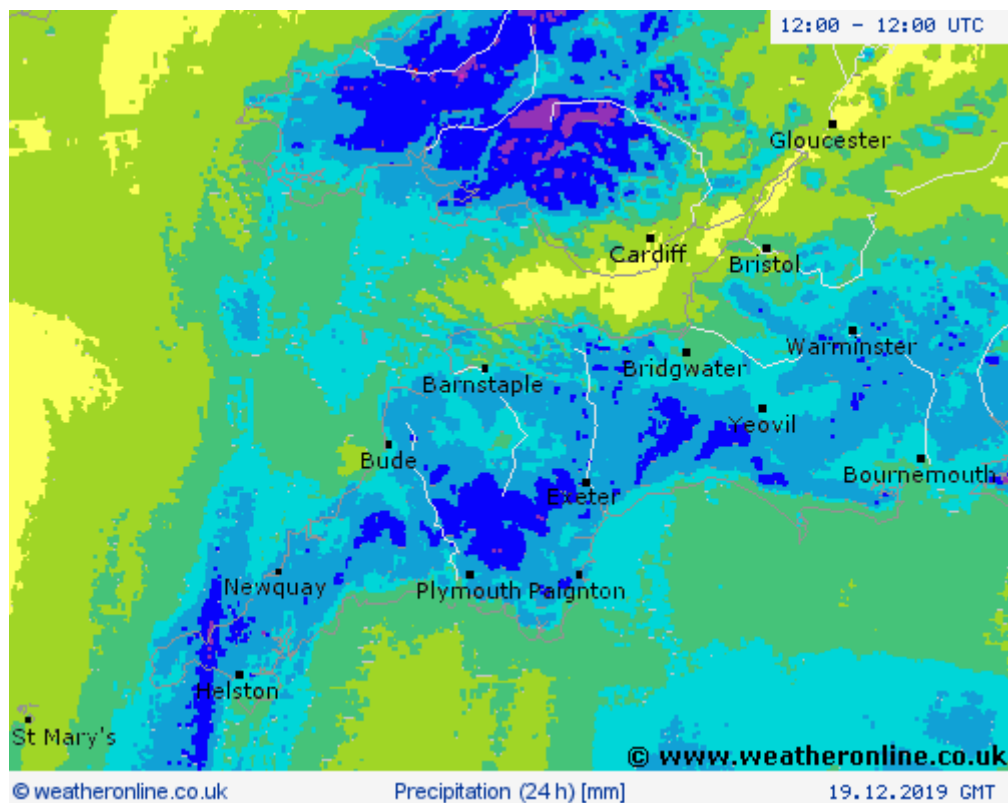 12:00 - 12:00 UTC
Gloucester
Cardiff
Bristol
Warminster
Bridgwater
Barnstaple
Yeovil
Bude
Bournemouth
Exeter
Newquay
Plymouth Paignton
Helston
St Mary's
© www.weatheronline.co.uk
© weatheronline.co.uk Precipitation (24 h) [mm] 19.12.2019 GMT